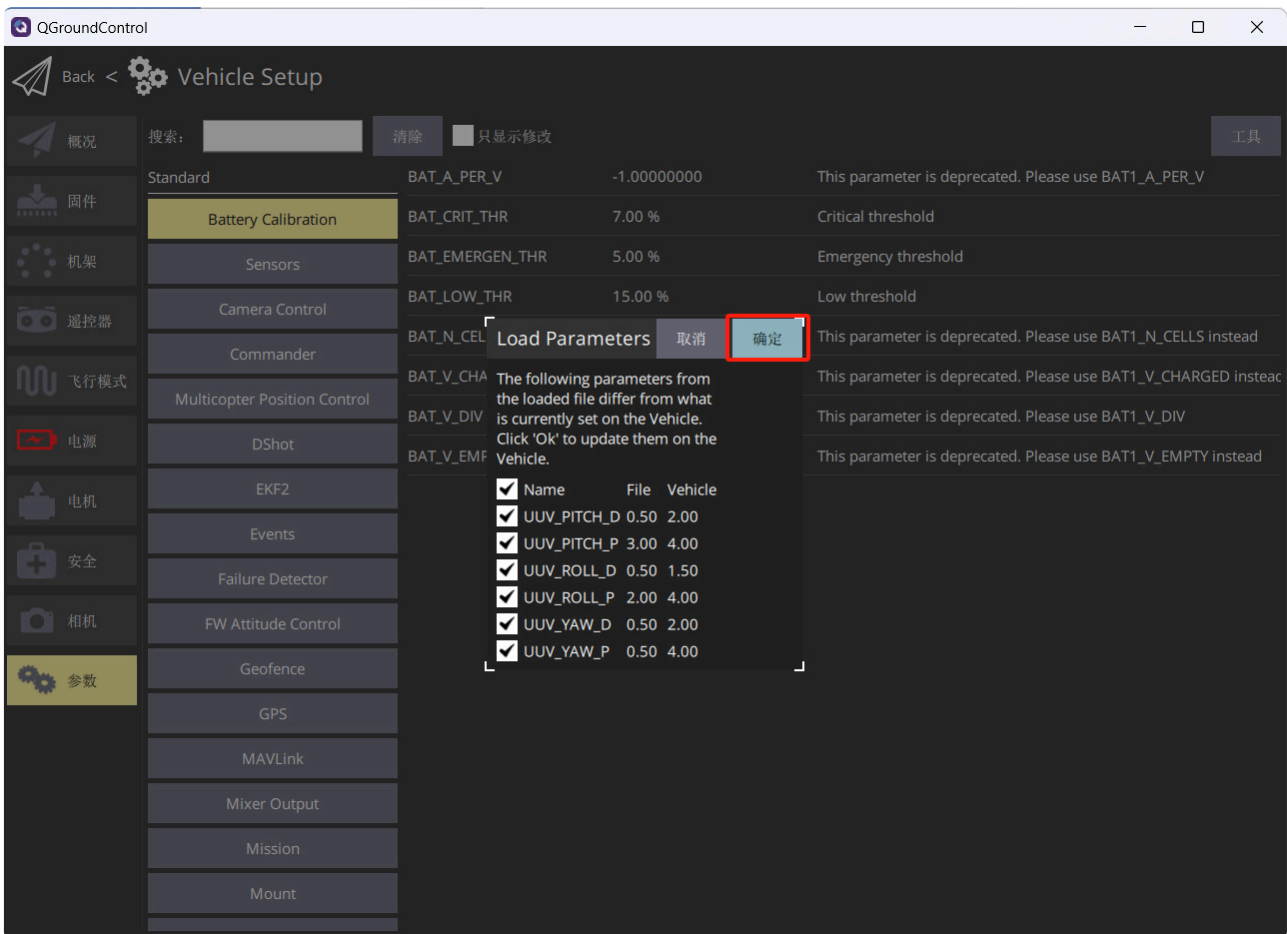 QGroundControl
Back < Vehicle Setup
概况
固件
机架
遥控器
飞行模式
电源
电机
安全
相机
参数
搜索: 清除 只显示修改 工具
Standard
Battery Calibration
Sensors
Camera Control
Commander
Multicopter Position Control
DShot
EKF2
Events
Failure Detector
FW Attitude Control
Geofence
GPS
MAVLink
Mixer Output
Mission
Mount
BAT_A_PER_V -1.00000000 This parameter is deprecated. Please use BAT1_A_PER_V
BAT_CRIT_THR 7.00 % Critical threshold
BAT_EMERGEN_THR 5.00 % Emergency threshold
BAT_LOW_THR 15.00 % Low threshold
BAT_N_CEL This parameter is deprecated. Please use BAT1_N_CELLS instead
BAT_V_CHA This parameter is deprecated. Please use BAT1_V_CHARGED instead
BAT_V_DIV This parameter is deprecated. Please use BAT1_V_DIV
BAT_V_EMP This parameter is deprecated. Please use BAT1_V_EMPTY instead
Load Parameters 取消 确定
The following parameters from
the loaded file differ from what
is currently set on the Vehicle.
Click 'Ok' to update them on the
Vehicle.
Name File Vehicle
UUV_PITCH_D 0.50 2.00
UUV_PITCH_P 3.00 4.00
UUV_ROLL_D 0.50 1.50
UUV_ROLL_P 2.00 4.00
UUV_YAW_D 0.50 2.00
UUV_YAW_P 0.50 4.00